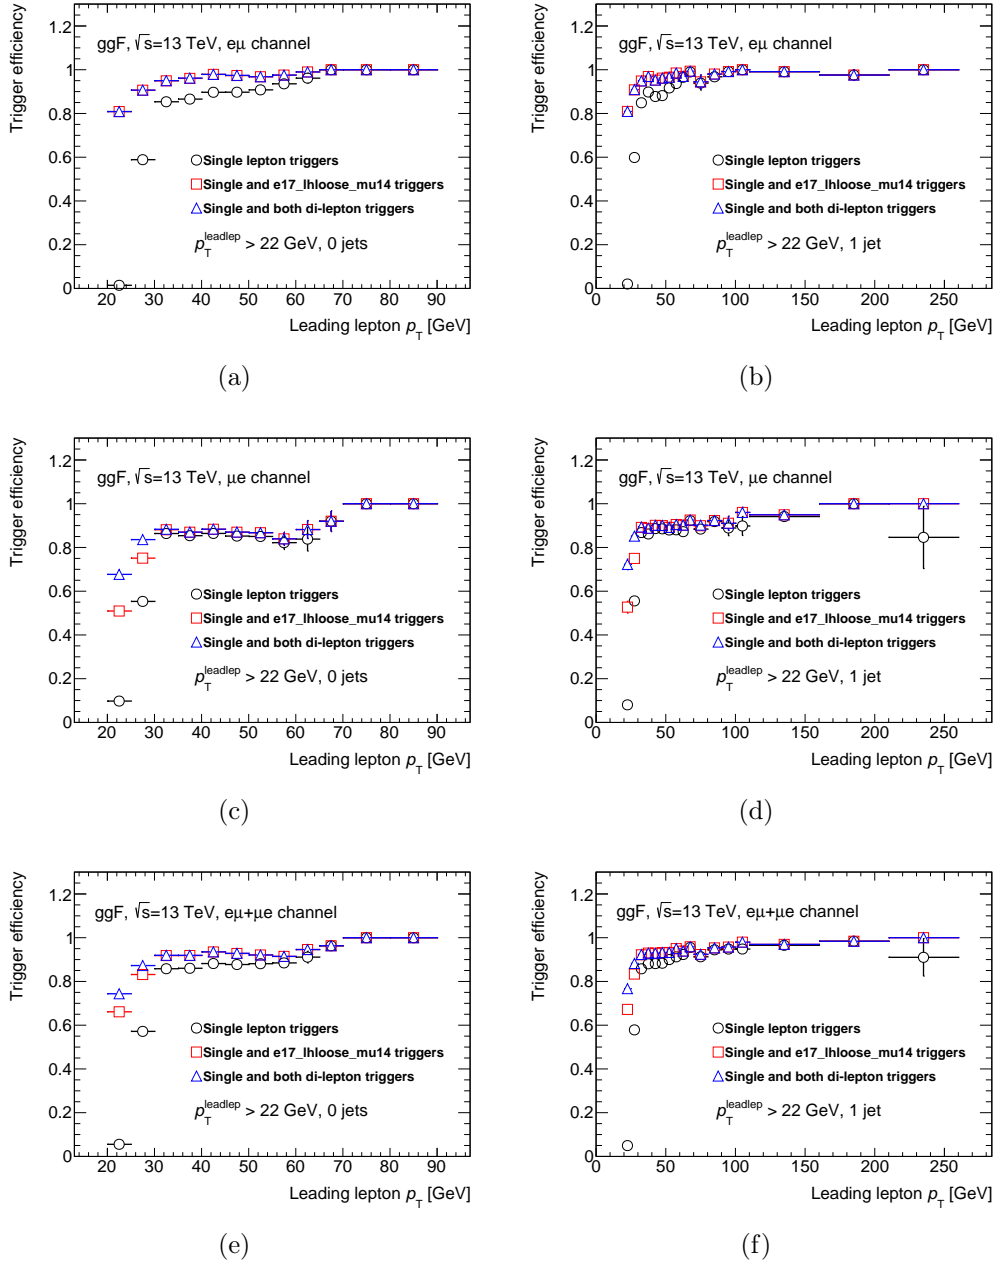 ggF, √s=13 TeV, eμ channel
Trigger efficiency
1.2
1
0.8
0.6
0.4
0.2
0
Single lepton triggers
Single and e17_lhloose_mu14 triggers
Single and both di-lepton triggers
p_T^leadlep > 22 GeV, 0 jets
20 30 40 50 60 70 80 90
Leading lepton p_T [GeV]
(a)
ggF, √s=13 TeV, eμ channel
Trigger efficiency
1.2
1
0.8
0.6
0.4
0.2
0
Single lepton triggers
Single and e17_lhloose_mu14 triggers
Single and both di-lepton triggers
p_T^leadlep > 22 GeV, 1 jet
0 50 100 150 200 250
Leading lepton p_T [GeV]
(b)
ggF, √s=13 TeV, μe channel
Trigger efficiency
1.2
1
0.8
0.6
0.4
0.2
0
Single lepton triggers
Single and e17_lhloose_mu14 triggers
Single and both di-lepton triggers
p_T^leadlep > 22 GeV, 0 jets
20 30 40 50 60 70 80 90
Leading lepton p_T [GeV]
(c)
ggF, √s=13 TeV, μe channel
Trigger efficiency
1.2
1
0.8
0.6
0.4
0.2
0
Single lepton triggers
Single and e17_lhloose_mu14 triggers
Single and both di-lepton triggers
p_T^leadlep > 22 GeV, 1 jet
0 50 100 150 200 250
Leading lepton p_T [GeV]
(d)
ggF, √s=13 TeV, eμ+μe channel
Trigger efficiency
1.2
1
0.8
0.6
0.4
0.2
0
Single lepton triggers
Single and e17_lhloose_mu14 triggers
Single and both di-lepton triggers
p_T^leadlep > 22 GeV, 0 jets
20 30 40 50 60 70 80 90
Leading lepton p_T [GeV]
(e)
ggF, √s=13 TeV, eμ+μe channel
Trigger efficiency
1.2
1
0.8
0.6
0.4
0.2
0
Single lepton triggers
Single and e17_lhloose_mu14 triggers
Single and both di-lepton triggers
p_T^leadlep > 22 GeV, 1 jet
0 50 100 150 200 250
Leading lepton p_T [GeV]
(f)